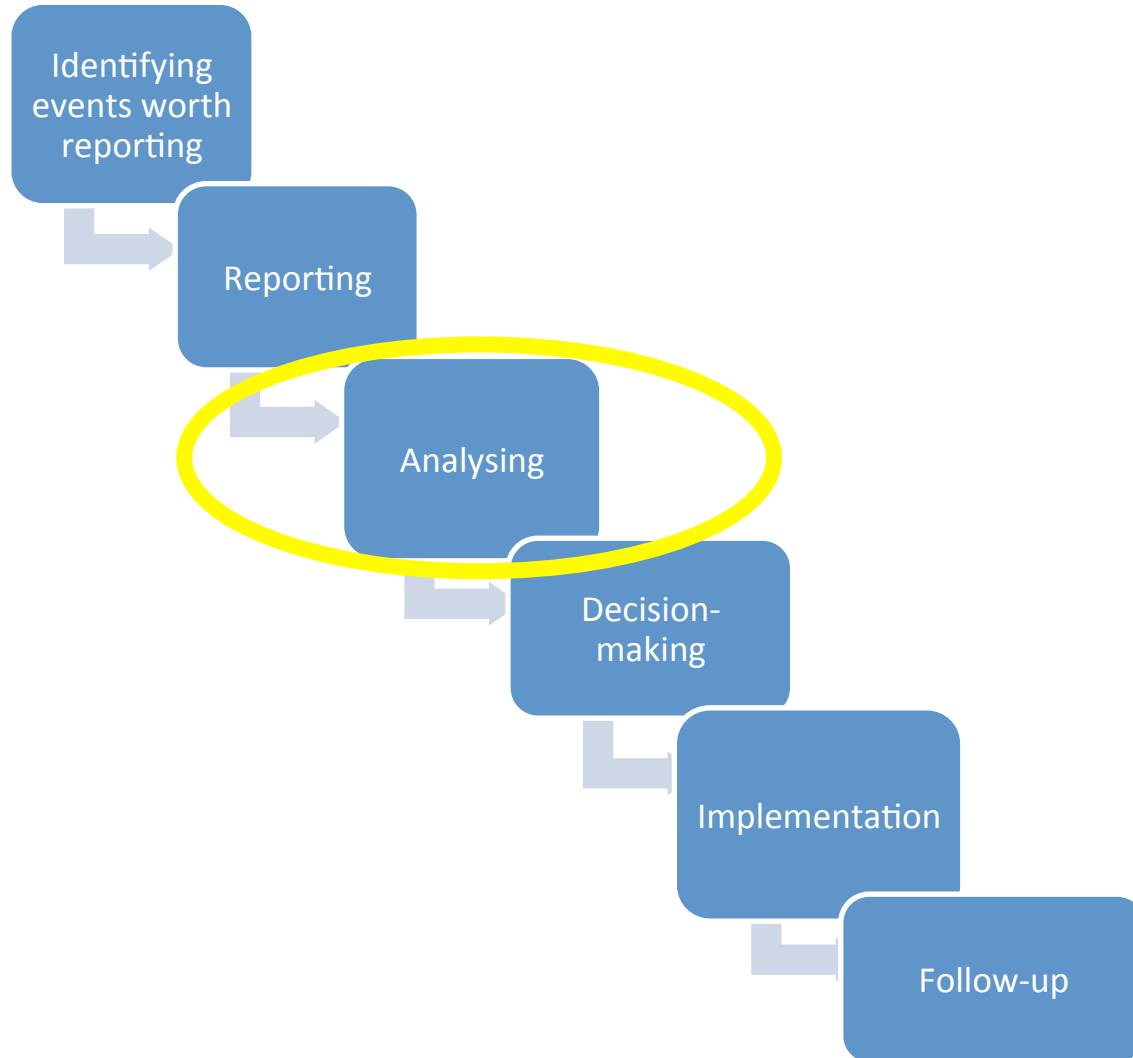 Identifying
events worth
reporting
Reporting
Analysing
Decision-
making
Implementation
Follow-up